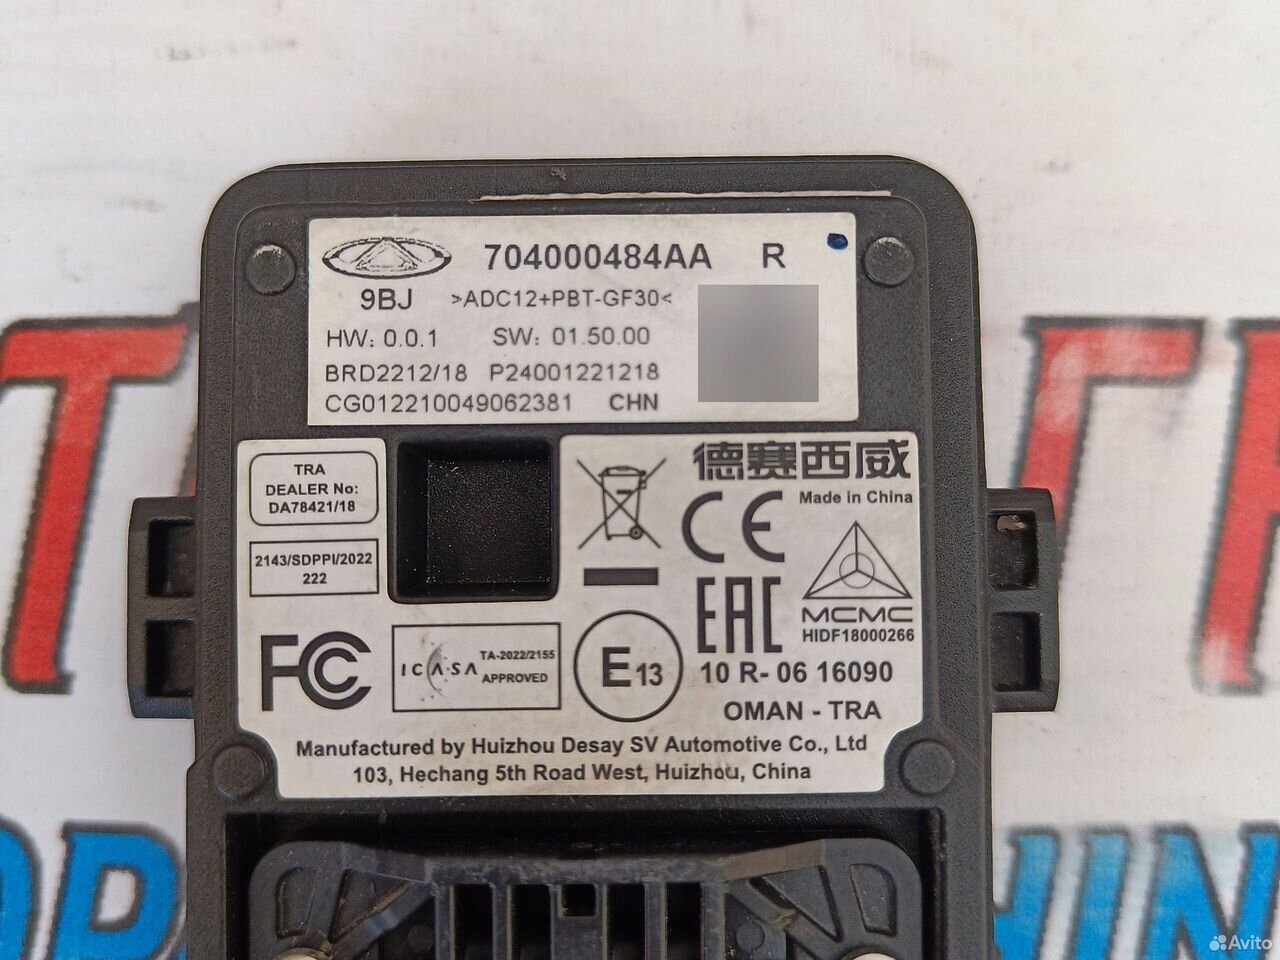 704000484AA R
9BJ >ADC12+PBT-GF30<
HW: 0.0.1 SW: 01.50.00
BRD2212/18 P24001221218
CG012210049062381 CHN
TRA
DEALER No:
DA78421/18
2143/SDPPI/2022
222
FC
ICASA TA-2022/2155
APPROVED
德赛西威
Made in China
CE
EAC
MCMC
HIDF18000266
E13
10 R- 06 16090
OMAN - TRA
Manufactured by Huizhou Desay SV Automotive Co., Ltd
103, Hechang 5th Road West, Huizhou, China
Avito